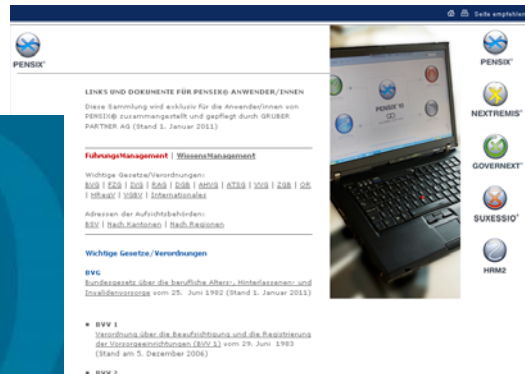 Seite empfehlen
PENSIX®
LINKS UND DOKUMENTE FÜR PENSIX® ANWENDER/INNEN
Diese Sammlung wird exklusiv für die Anwender/innen von
PENSIX® zusammengestellt und gepflegt durch GRUBER
PARTNER AG (Stand 1. Januar 2011)
FührungsManagement | WissensManagement
Wichtige Gesetze/Verordnungen:
BVG | FZG | IVG | RAG | DSB | AHVG | ATSG | VVG | ZGB | OR
| HRegV | VGBV | Internationales
Adressen der Aufsichtsbehörden:
BSV | Nach Kantonen | Nach Regionen
Wichtige Gesetze/Verordnungen
BVG
Bundesgesetz über die berufliche Alters-, Hinterlassenen- und
Invalidenvorsorge vom 25. Juni 1982 (Stand 1. Januar 2011)
• BVV 1
Verordnung über die Beaufsichtigung und die Registrierung
der Vorsorgeeinrichtungen (BVV 1) vom 29. Juni 1983
(Stand am 5. Dezember 2006)
• BVV 2
PENSIX 10
PENSIX®
NEXTREMIS®
GOVERNEXT®
SUXESSIO®
HRM2